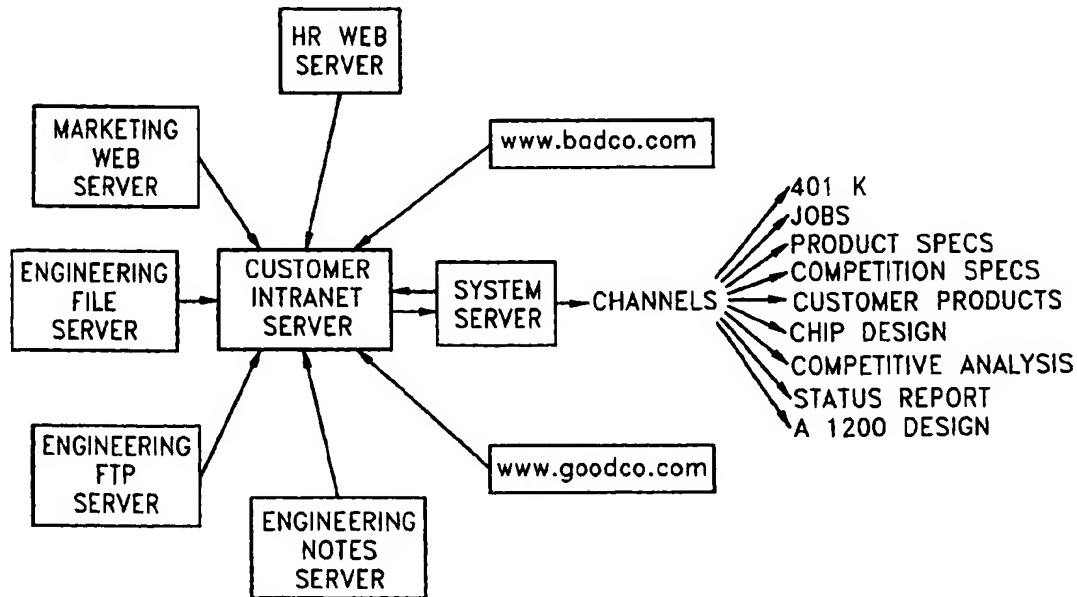 HR WEB
SERVER
MARKETING
WEB
SERVER
www.badco.com
ENGINEERING
FILE
SERVER
CUSTOMER
INTRANET
SERVER
SYSTEM
SERVER
CHANNELS
401 K
JOBS
PRODUCT SPECS
COMPETITION SPECS
CUSTOMER PRODUCTS
CHIP DESIGN
COMPETITIVE ANALYSIS
STATUS REPORT
A 1200 DESIGN
ENGINEERING
FTP
SERVER
www.goodco.com
ENGINEERING
NOTES
SERVER